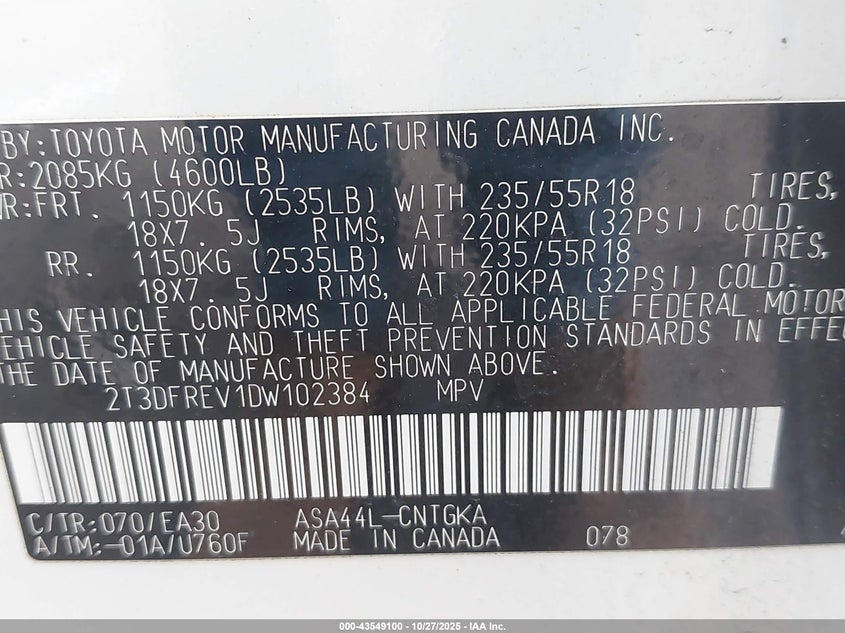 BY:TOYOTA MOTOR MANUFACTURING CANADA INC.
R:2085KG (4600LB)
R:FRT. 1150KG (2535LB) WITH 235/55R18 TIRES,
18X7.5J RIMS, AT 220KPA (32PSI) COLD.
RR. 1150KG (2535LB) WITH 235/55R18 TIRES,
18X7.5J RIMS, AT 220KPA (32PSI) COLD.
HIS VEHICLE CONFORMS TO ALL APPLICABLE FEDERAL MOTOR
EHICLE SAFETY AND THEFT PREVENTION STANDARDS IN EFFEC
THE DATE OF MANUFACTURE SHOWN ABOVE.
2T3DFREV1DW102384 MPV
C/TR:070/EA30 ASA44L-CNTGKA
A/TM:-01A/U760F MADE IN CANADA 078
000-43549100 - 10/27/2025 - IAA Inc.